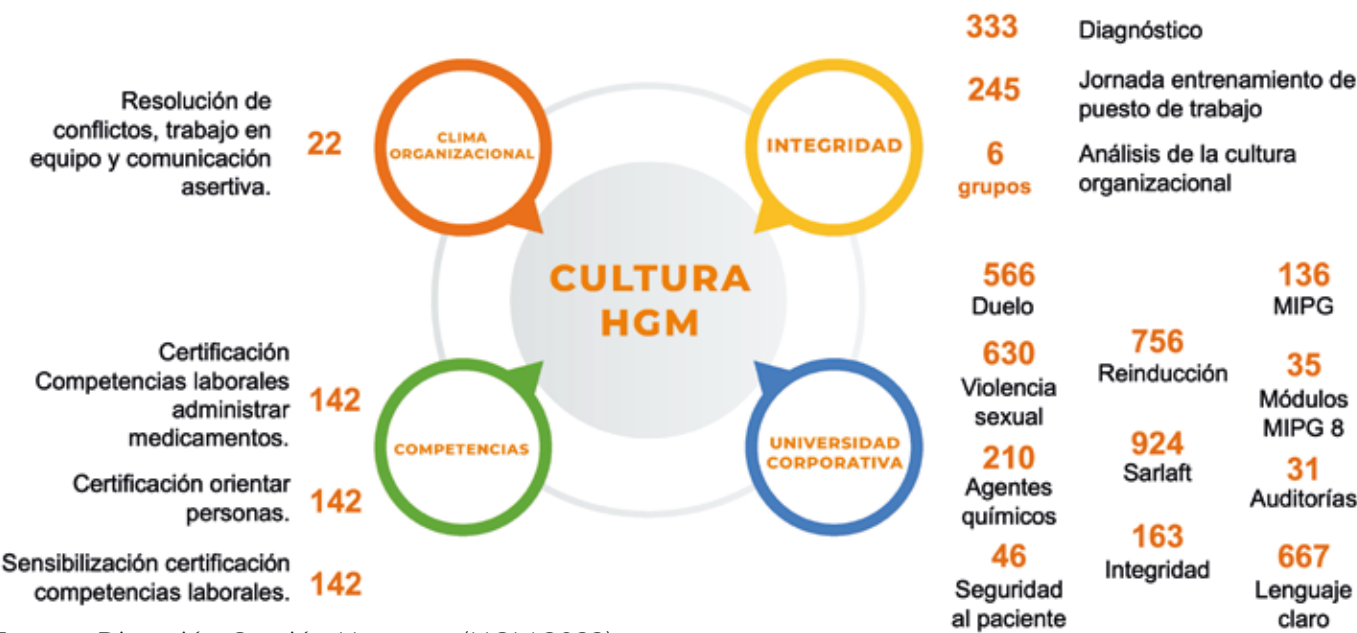 Resolución de
conflictos, trabajo en
equipo y comunicación
asertiva.
22
CLIMA
ORGANIZACIONAL
INTEGRIDAD
333 Diagnóstico
245 Jornada entrenamiento de
puesto de trabajo
6
grupos
Análisis de la cultura
organizacional
CULTURA
HGM
Certificación
Competencias laborales
administrar
medicamentos.
142
Certificación orientar
personas.
142
Sensibilización certificación
competencias laborales.
142
COMPETENCIAS
UNIVERSIDAD
CORPORATIVA
566
Duelo
630
Violencia
sexual
210
Agentes
químicos
46
Seguridad
al paciente
756
Reinducción
924
Sarlaft
163
Integridad
136
MIPG
35
Módulos
MIPG 8
31
Auditorías
667
Lenguaje
claro